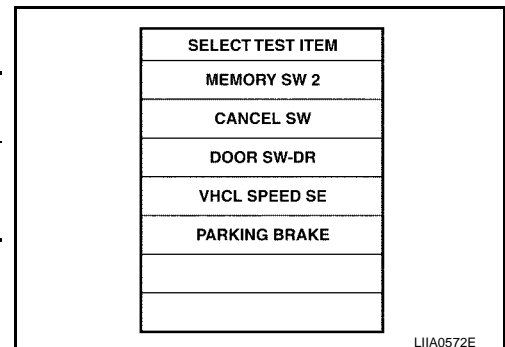 SELECT TEST ITEM
MEMORY SW 2
CANCEL SW
DOOR SW-DR
VHCL SPEED SE
PARKING BRAKE
LIIA0572E